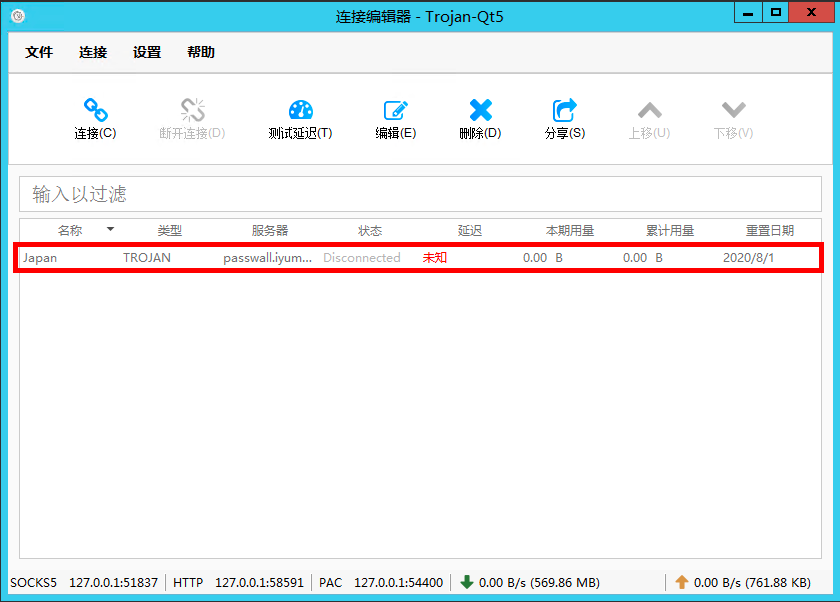 连接编辑器 - Trojan-Qt5
文件 连接 设置 帮助
连接(C) 断开连接(D) 测试延迟(T) 编辑(E) 删除(D) 分享(S) 上移(U) 下移(V)
输入以过滤
名称 类型 服务器 状态 延迟 本期用量 累计用量 重置日期
Japan TROJAN passwall.iyum... Disconnected 未知 0.00 B 0.00 B 2020/8/1
SOCKS5 127.0.0.1:51837 HTTP 127.0.0.1:58591 PAC 127.0.0.1:54400 0.00 B/s (569.86 MB) 0.00 B/s (761.88 KB)